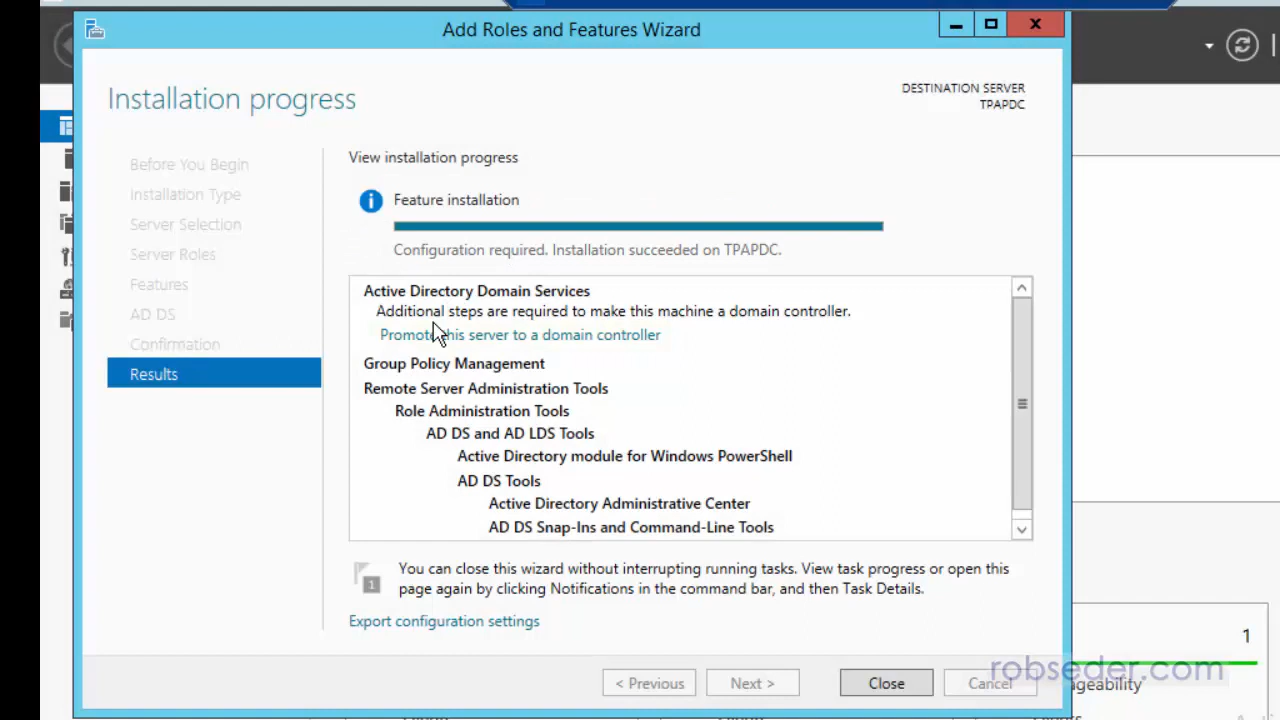 Add Roles and Features Wizard
Installation progress
DESTINATION SERVER
TPAPDC
Before You Begin
Installation Type
Server Selection
Server Roles
Features
AD DS
Confirmation
Results
View installation progress
Feature installation
Configuration required. Installation succeeded on TPAPDC.
Active Directory Domain Services
Additional steps are required to make this machine a domain controller.
Promote this server to a domain controller
Group Policy Management
Remote Server Administration Tools
Role Administration Tools
AD DS and AD LDS Tools
Active Directory module for Windows PowerShell
AD DS Tools
Active Directory Administrative Center
AD DS Snap-Ins and Command-Line Tools
1
You can close this wizard without interrupting running tasks. View task progress or open this
page again by clicking Notifications in the command bar, and then Task Details.
Export configuration settings
< Previous
Next >
Close
Cancel
1
robseder.com
geability